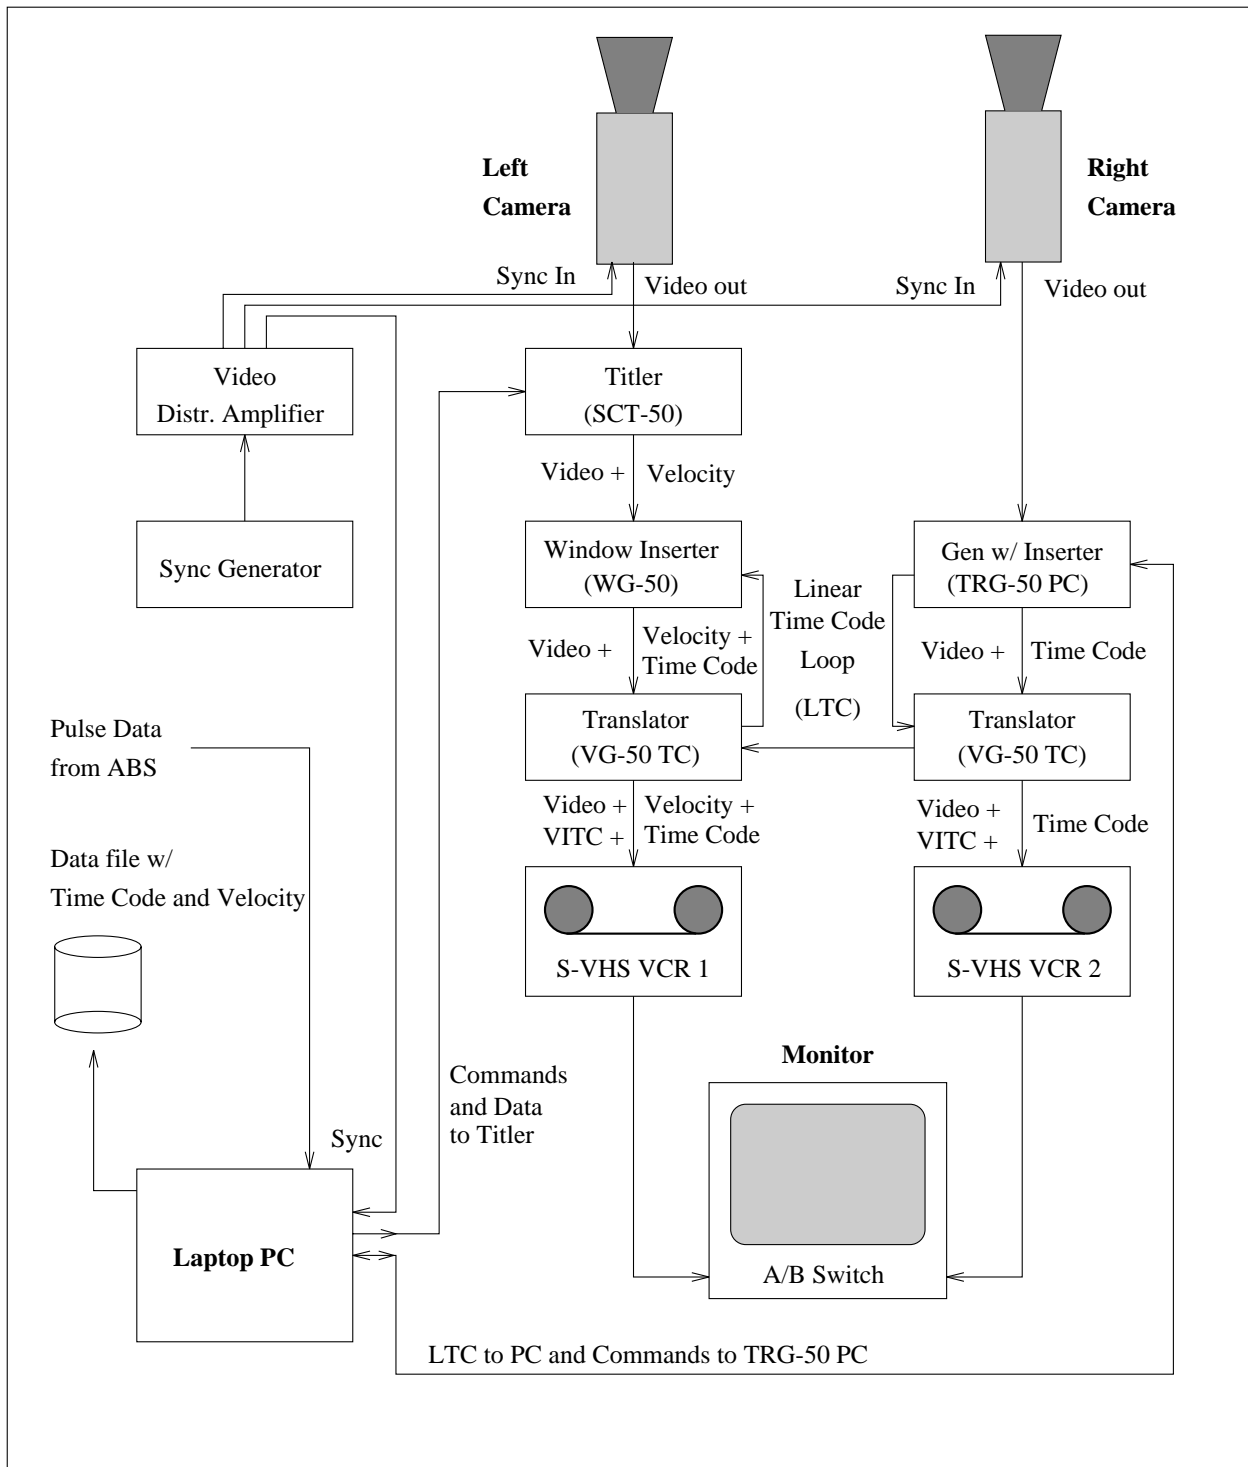 Left
Camera
Right
Camera
Sync In
Video out
Sync In
Video out
Video
Distr. Amplifier
Titler
(SCT-50)
Video +
Velocity
Sync Generator
Window Inserter
(WG-50)
Gen w/ Inserter
(TRG-50 PC)
Linear
Time Code
Loop
(LTC)
Video +
Velocity +
Time Code
Video +
Time Code
Translator
(VG-50 TC)
Translator
(VG-50 TC)
Pulse Data
from ABS
Video +
VITC +
Velocity +
Time Code
Video +
VITC +
Time Code
Data file w/
Time Code and Velocity
S-VHS VCR 1
S-VHS VCR 2
Monitor
Commands
and Data
to Titler
Sync
Laptop PC
A/B Switch
LTC to PC and Commands to TRG-50 PC